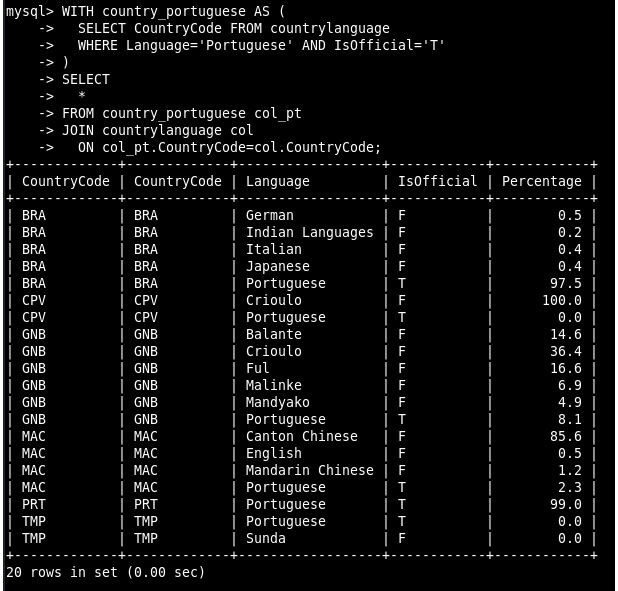 mysql> WITH country_portuguese AS (
    ->   SELECT CountryCode FROM countrylanguage
    ->   WHERE Language='Portuguese' AND IsOfficial='T'
    -> )
    -> SELECT
    ->   *
    -> FROM country_portuguese col_pt
    -> JOIN countrylanguage col
    ->   ON col_pt.CountryCode=col.CountryCode;
+-------------+-------------+------------------+------------+------------+
| CountryCode | CountryCode | Language         | IsOfficial | Percentage |
+-------------+-------------+------------------+------------+------------+
| BRA         | BRA         | German           | F          |        0.5 |
| BRA         | BRA         | Indian Languages | F          |        0.2 |
| BRA         | BRA         | Italian          | F          |        0.4 |
| BRA         | BRA         | Japanese         | F          |        0.4 |
| BRA         | BRA         | Portuguese       | T          |       97.5 |
| CPV         | CPV         | Crioulo          | F          |      100.0 |
| CPV         | CPV         | Portuguese       | T          |        0.0 |
| GNB         | GNB         | Balante          | F          |       14.6 |
| GNB         | GNB         | Crioulo          | F          |       36.4 |
| GNB         | GNB         | Ful              | F          |       16.6 |
| GNB         | GNB         | Malinke          | F          |        6.9 |
| GNB         | GNB         | Mandyako         | F          |        4.9 |
| GNB         | GNB         | Portuguese       | T          |        8.1 |
| MAC         | MAC         | Canton Chinese   | F          |       85.6 |
| MAC         | MAC         | English          | F          |        0.5 |
| MAC         | MAC         | Mandarin Chinese | F          |        1.2 |
| MAC         | MAC         | Portuguese       | T          |        2.3 |
| PRT         | PRT         | Portuguese       | T          |       99.0 |
| TMP         | TMP         | Portuguese       | T          |        0.0 |
| TMP         | TMP         | Sunda            | F          |        0.0 |
+-------------+-------------+------------------+------------+------------+
20 rows in set (0.00 sec)